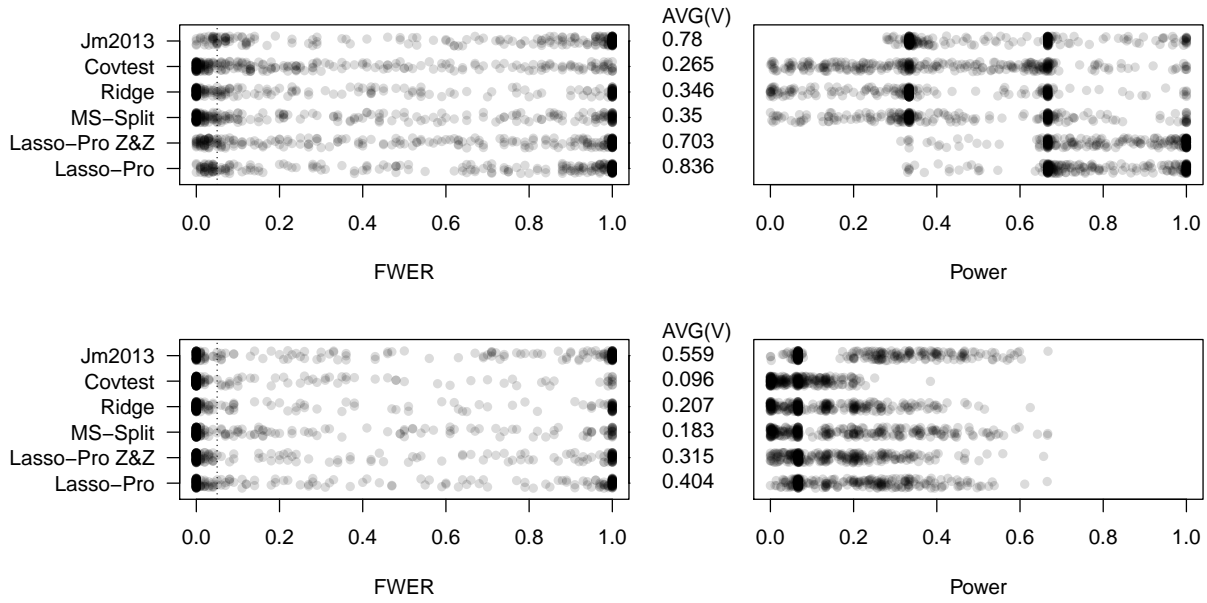 AVG(V)
Jm2013 0.78
Covtest 0.265
Ridge 0.346
MS−Split 0.35
Lasso−Pro Z&Z 0.703
Lasso−Pro 0.836
0.0 0.2 0.4 0.6 0.8 1.0 0.0 0.2 0.4 0.6 0.8 1.0
FWER Power
AVG(V)
Jm2013 0.559
Covtest 0.096
Ridge 0.207
MS−Split 0.183
Lasso−Pro Z&Z 0.315
Lasso−Pro 0.404
0.0 0.2 0.4 0.6 0.8 1.0 0.0 0.2 0.4 0.6 0.8 1.0
FWER Power